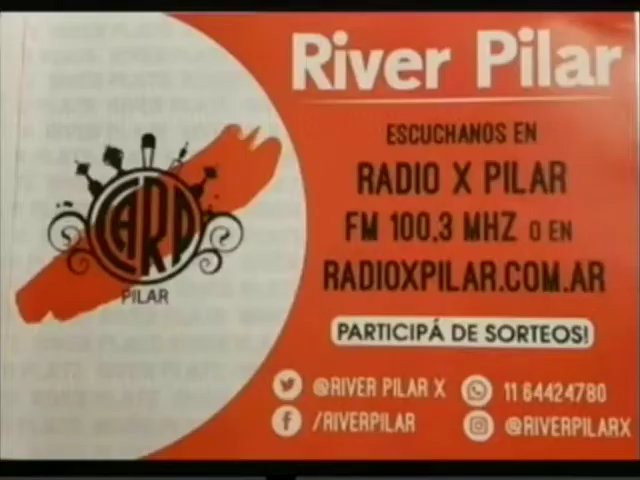 River Pilar
ESCUCHANOS EN
RADIO X PILAR
FM 100.3 MHZ O EN
RADIOXPILAR.COM.AR
PARTICIPÁ DE SORTEOS!
@RIVER PILAR X
11 64424780
/RIVERPILAR
@RIVERPILARX
CARP
PILAR